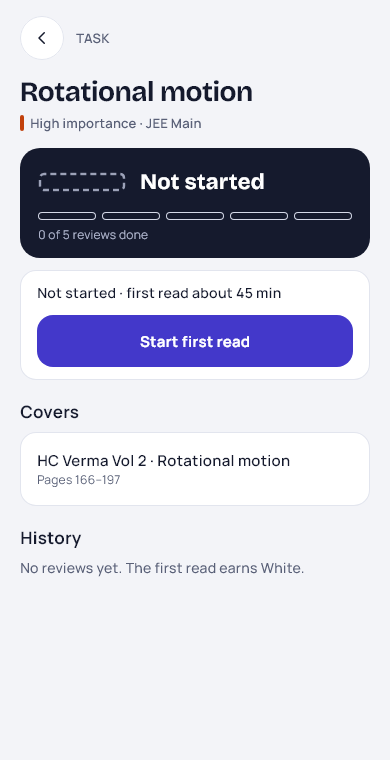 TASK
Rotational motion
High importance · JEE Main
Not started
0 of 5 reviews done
Not started · first read about 45 min
Start first read
Covers
HC Verma Vol 2 · Rotational motion
Pages 166–197
History
No reviews yet. The first read earns White.